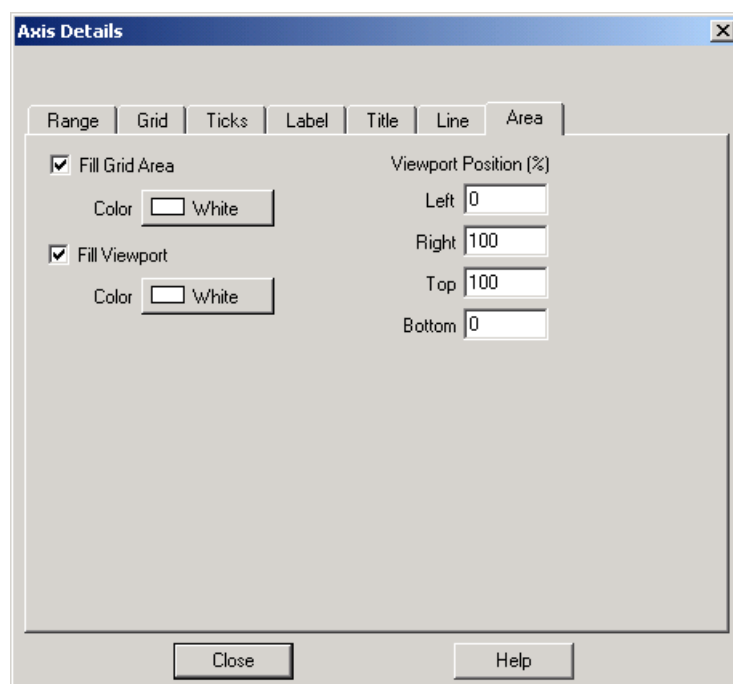 Axis Details
Range Grid Ticks Label Title Line Area
Fill Grid Area
Color White
Fill Viewport
Color White
Viewport Position (%)
Left 0
Right 100
Top 100
Bottom 0
Close Help